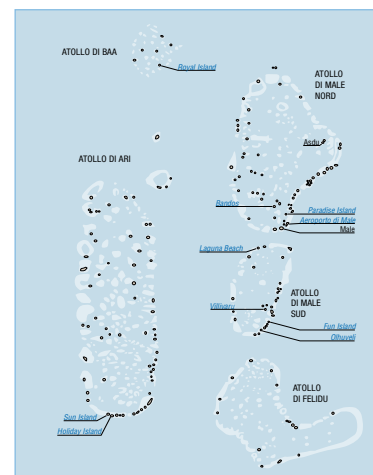 ATOLLO DI BAA
Royal Island
ATOLLO
DI MALE
NORD
Asdu
ATOLLO DI ARI
Bandos
Paradise Island
Aeroporto di Male
Male
Laguna Beach
ATOLLO
DI MALE
SUD
Villivaru
Fun Island
Olhuveli
ATOLLO
DI FELIDU
Sun Island
Holiday Island